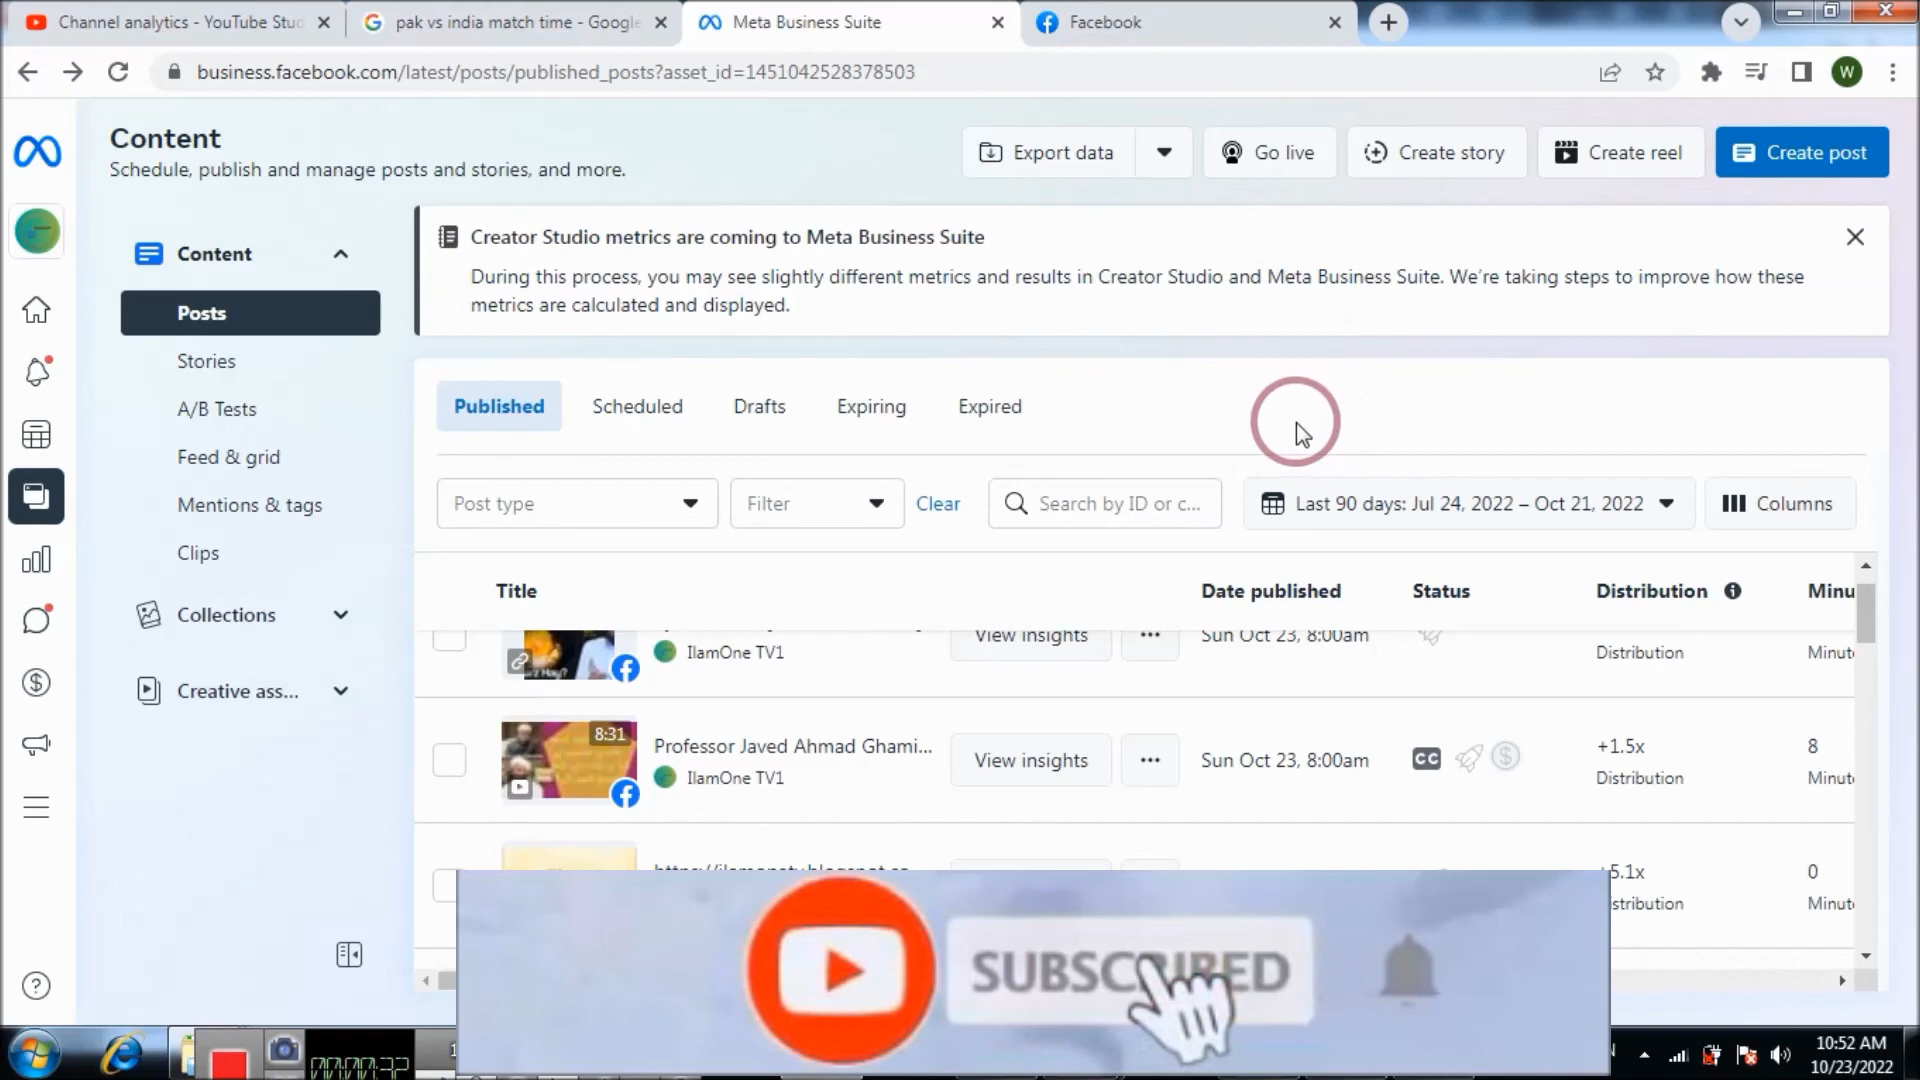 Channel analytics - YouTube Stud
pak vs india match time - Google
Meta Business Suite
Facebook
business.facebook.com/latest/posts/published_posts?asset_id=1451042528378503
W
Content
Schedule, publish and manage posts and stories, and more.
Export data
Go live
Create story
Create reel
Create post
Content
Posts
Stories
A/B Tests
Feed & grid
Mentions & tags
Clips
Collections
Creative ass...
Creator Studio metrics are coming to Meta Business Suite
During this process, you may see slightly different metrics and results in Creator Studio and Meta Business Suite. We're taking steps to improve how these
metrics are calculated and displayed.
Published
Scheduled
Drafts
Expiring
Expired
Post type
Filter
Clear
Search by ID or c...
Last 90 days: Jul 24, 2022 – Oct 21, 2022
Columns
Title
Date published
Status
Distribution
Minu
View insights
Sun Oct 23, 8:00am
IlamOne TV1
Distribution
Minute
8:31
Professor Javed Ahmad Ghami...
IlamOne TV1
View insights
Sun Oct 23, 8:00am
CC
+1.5x
Distribution
8
Minute
5.1x
0
Minute
SUBSCRIBED
10:52 AM
10/23/2022